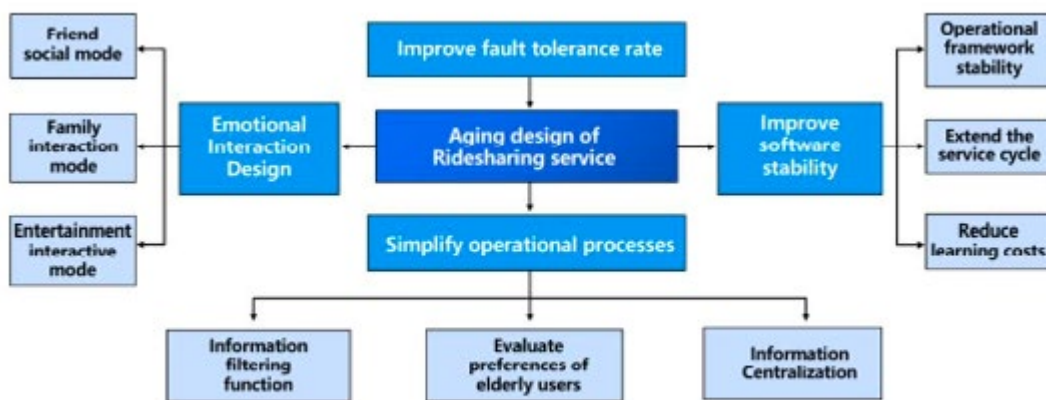 Friend
social mode
Improve fault tolerance rate
Operational
framework
stability
Family
interaction
mode
Emotional
Interaction
Design
Aging design of
Ridesharing service
Improve
software
stability
Extend the
service cycle
Entertainment
interactive
mode
Simplify operational processes
Reduce
learning costs
Information
filtering
function
Evaluate
preferences of
elderly users
Information
Centralization